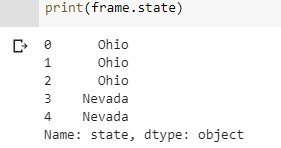 print(frame.state)
0 Ohio
1 Ohio
2 Ohio
3 Nevada
4 Nevada
Name: state, dtype: object